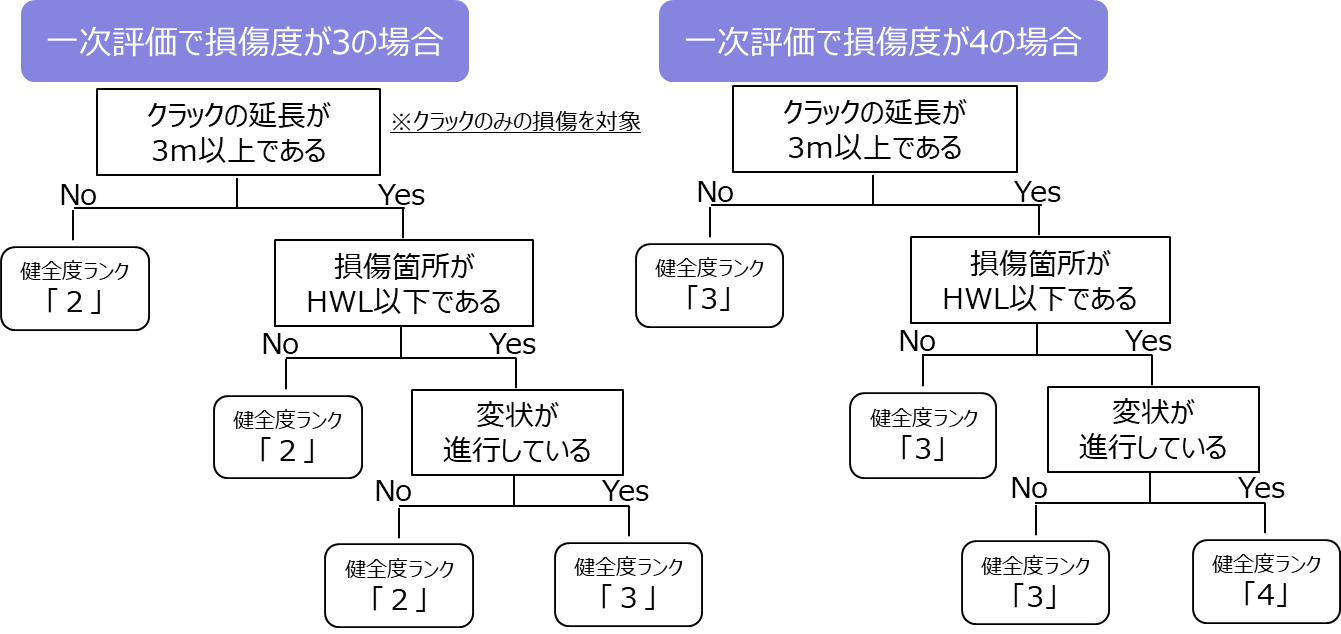 一次評価で損傷度が3の場合
クラックの延長が
3m以上である
※クラックのみの損傷を対象
No
Yes
健全度ランク
「２」
損傷箇所が
HWL以下である
No
Yes
健全度ランク
「２」
変状が
進行している
No
Yes
健全度ランク
「２」
健全度ランク
「３」
一次評価で損傷度が4の場合
クラックの延長が
3m以上である
No
Yes
健全度ランク
「3」
損傷箇所が
HWL以下である
No
Yes
健全度ランク
「3」
変状が
進行している
No
Yes
健全度ランク
「3」
健全度ランク
「4」